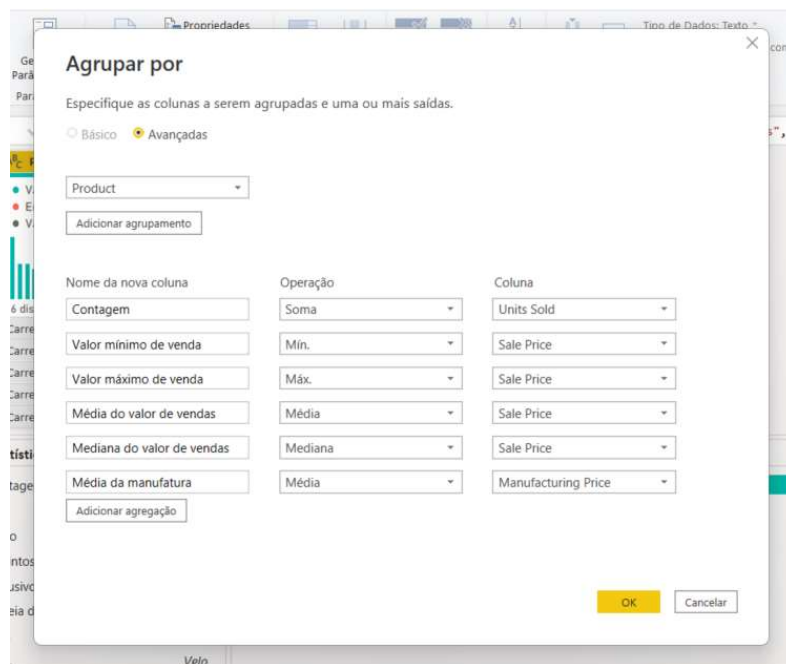 Propriedades
Tipo de Dados: Texto
Agrupar por
Especifique as colunas a serem agrupadas e uma ou mais saídas.
Básico Avançadas
Product
Adicionar agrupamento
Nome da nova coluna Operação Coluna
Contagem Soma Units Sold
Valor mínimo de venda Mín. Sale Price
Valor máximo de venda Máx. Sale Price
Média do valor de vendas Média Sale Price
Mediana do valor de vendas Mediana Sale Price
Média da manufatura Média Manufacturing Price
Adicionar agregação
OK Cancelar
Velo